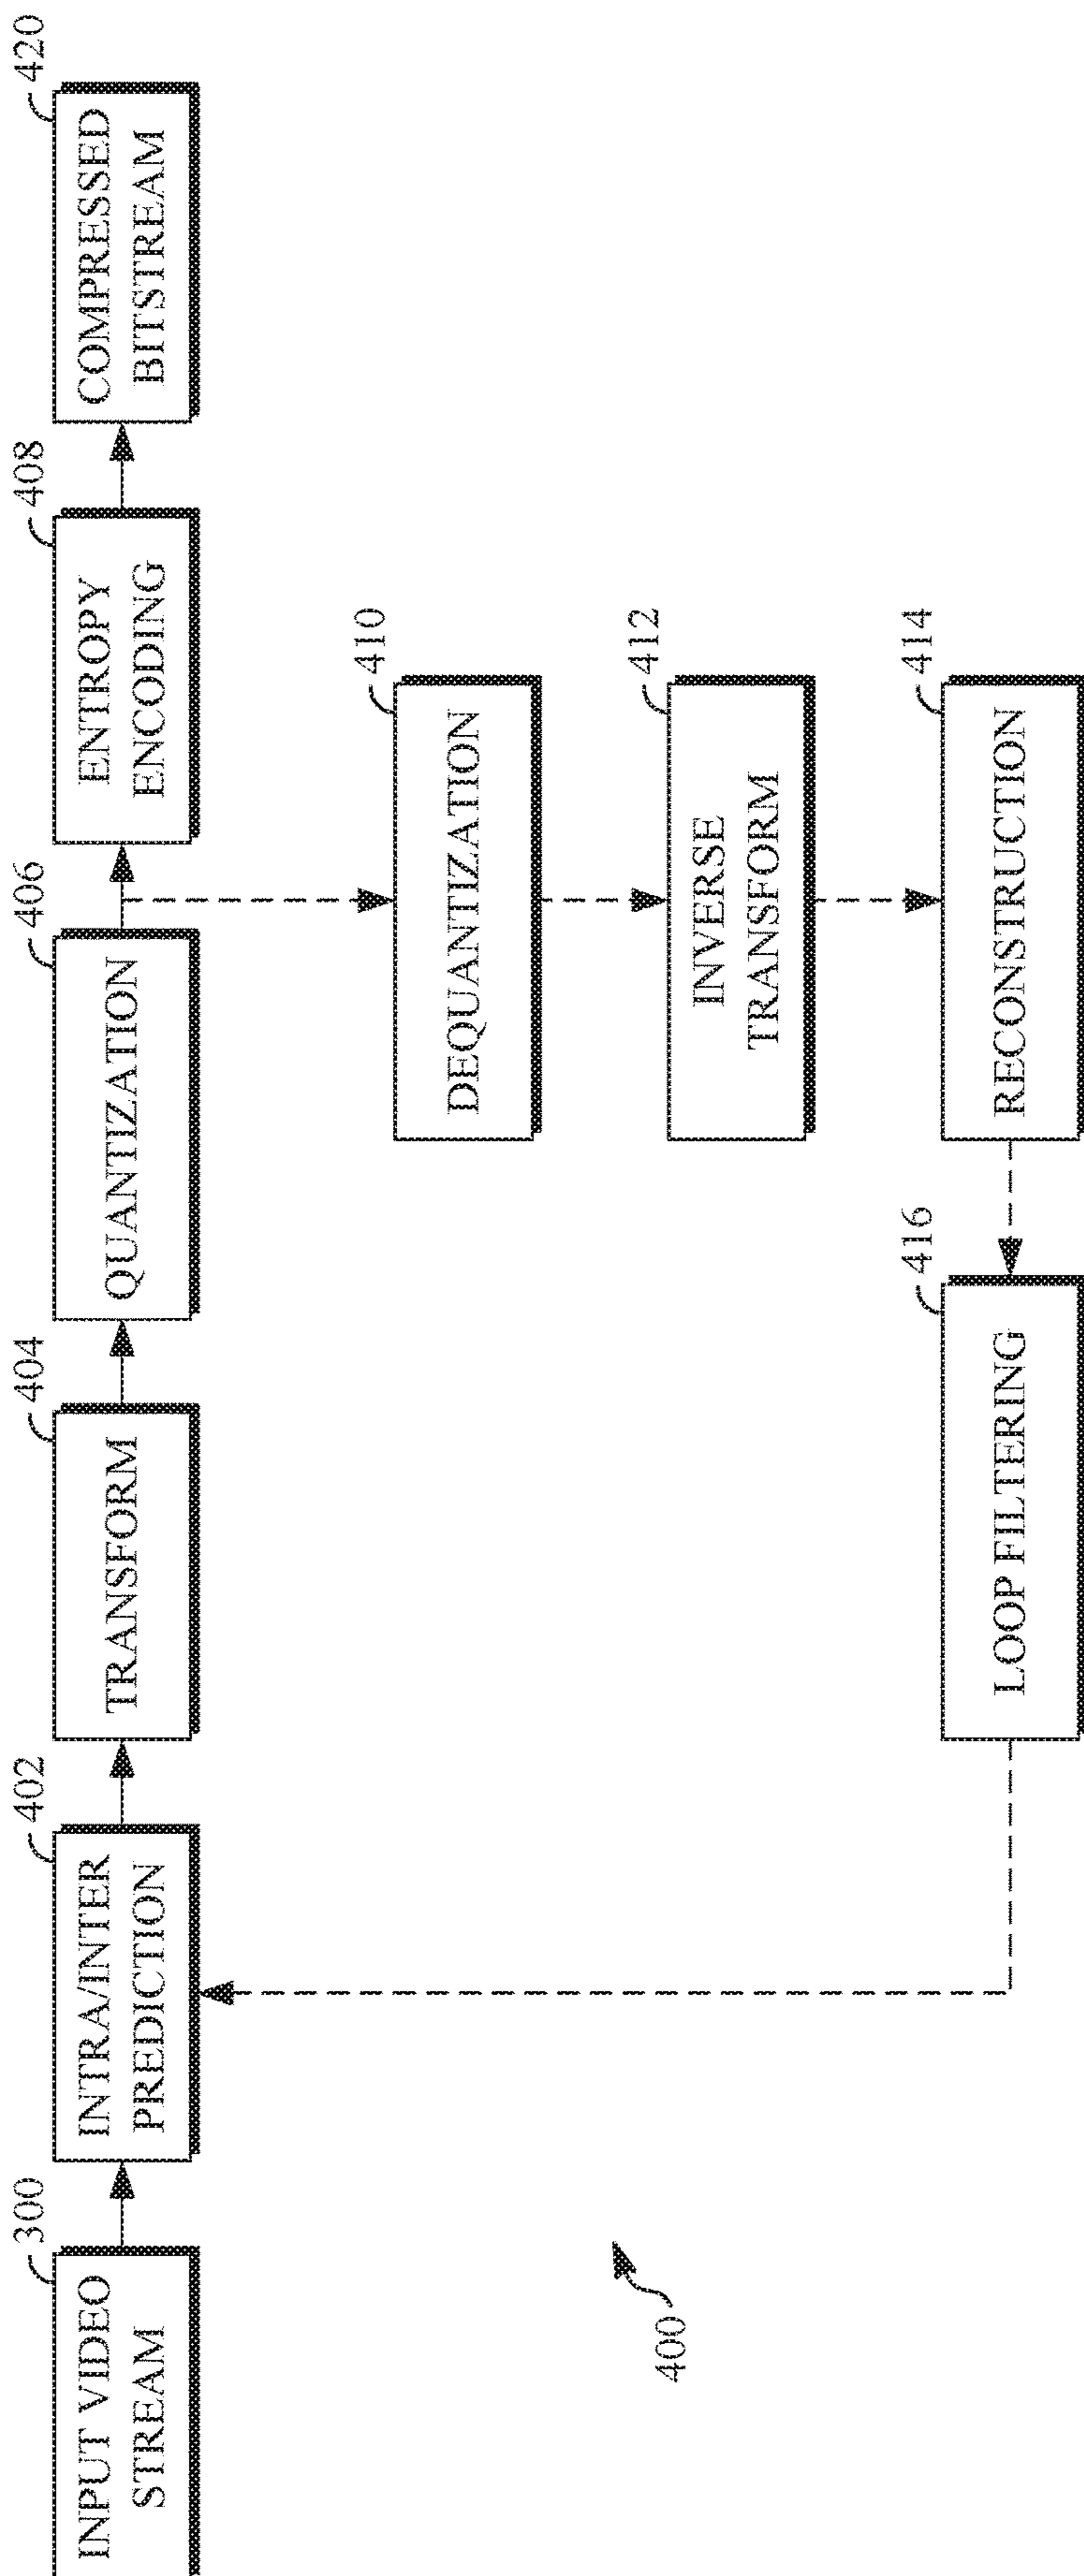 300
INPUT VIDEO
STREAM
402
INTRA/INTER
PREDICTION
404
TRANSFORM
406
QUANTIZATION
408
ENTROPY
ENCODING
420
COMPRESSED
BITSTREAM
410
DEQUANTIZATION
412
INVERSE
TRANSFORM
414
RECONSTRUCTION
416
LOOP FILTERING
400